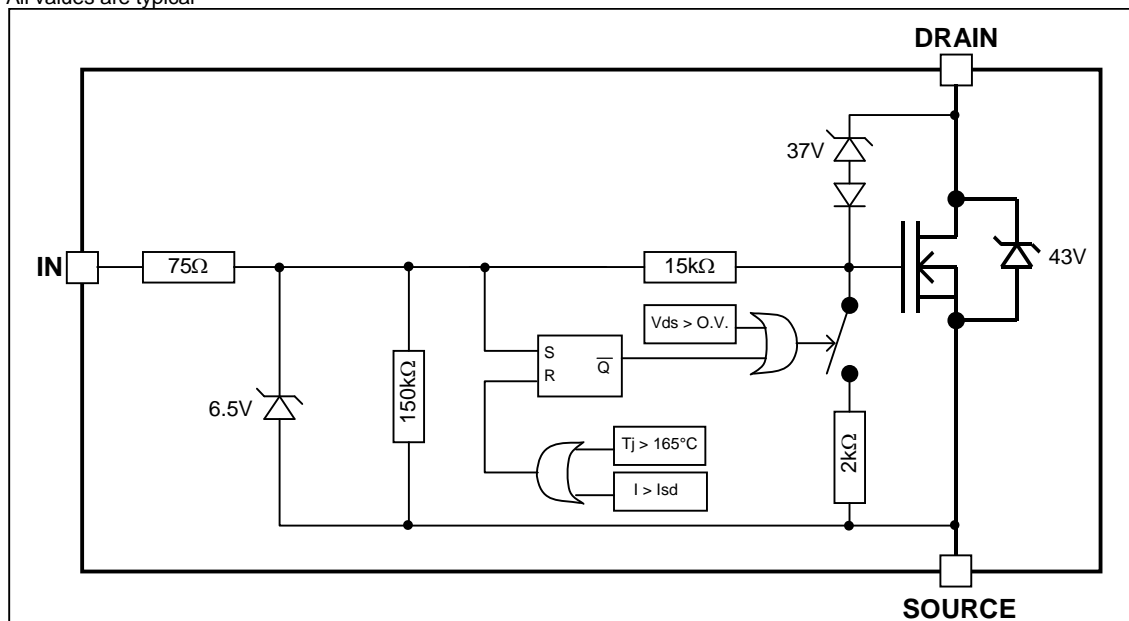 All values are typical
DRAIN
37V
IN
75Ω
15kΩ
43V
Vds > O.V.
S
R
Q̅
150kΩ
6.5V
Tj > 165°C
I > Isd
2kΩ
SOURCE